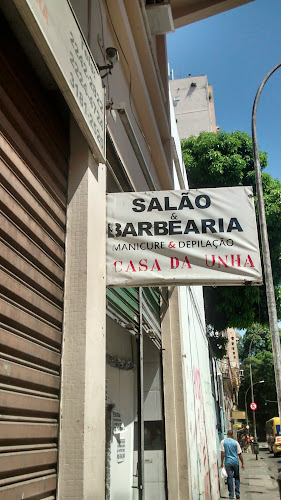 SALÃO
&
BARBEARIA
MANICURE & DEPILAÇÃO
CASA DA UNHA